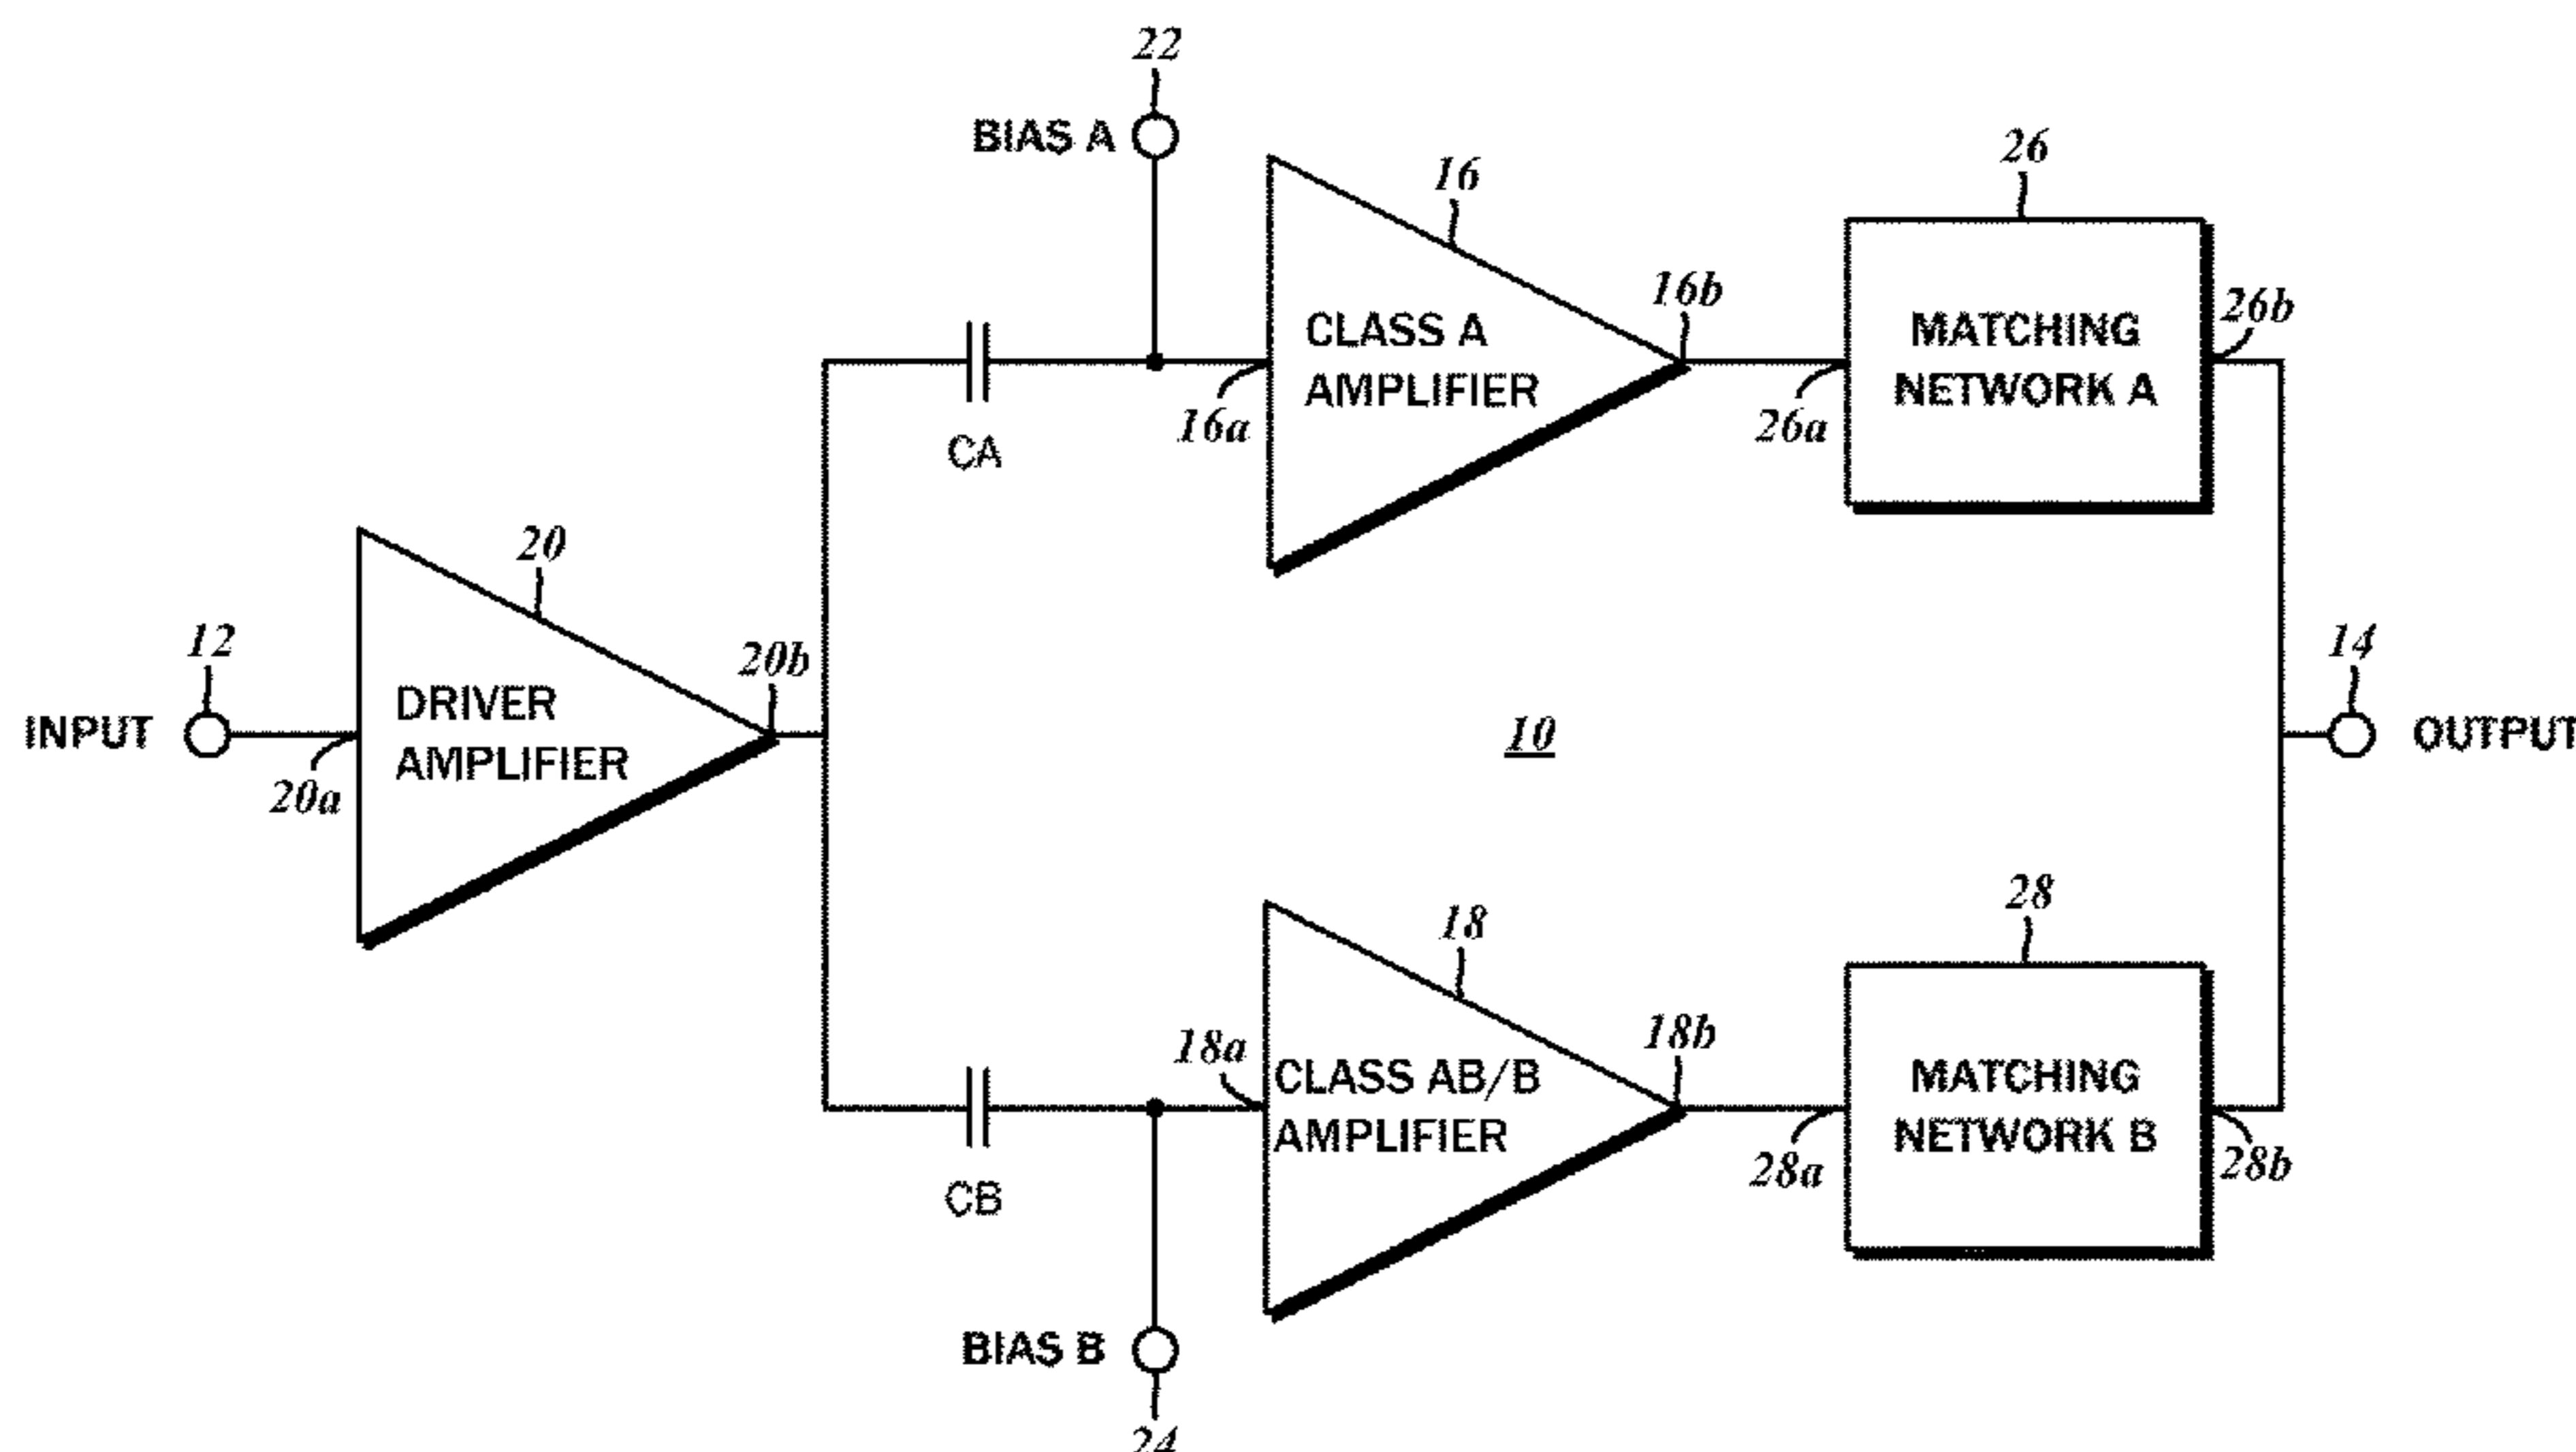 22
BIAS A
16
26
CLASS A
AMPLIFIER
16a
16b
26a
MATCHING
NETWORK A
26b
CA
20
12
INPUT
20a
DRIVER
AMPLIFIER
20b
10
14
OUTPUT
18
28
18a
CLASS AB/B
AMPLIFIER
18b
28a
MATCHING
NETWORK B
28b
CB
BIAS B
24